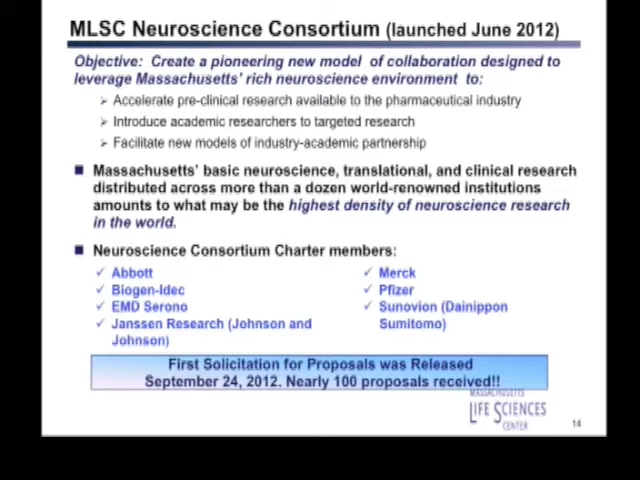 MLSC Neuroscience Consortium (launched June 2012)
Objective: Create a pioneering new model of collaboration designed to
leverage Massachusetts' rich neuroscience environment to:
➢ Accelerate pre-clinical research available to the pharmaceutical industry
➢ Introduce academic researchers to targeted research
➢ Facilitate new models of industry-academic partnership
■ Massachusetts' basic neuroscience, translational, and clinical research
distributed across more than a dozen world-renowned institutions
amounts to what may be the highest density of neuroscience research
in the world.
■ Neuroscience Consortium Charter members:
✓ Abbott
✓ Biogen-Idec
✓ EMD Serono
✓ Janssen Research (Johnson and
Johnson)
✓ Merck
✓ Pfizer
✓ Sunovion (Dainippon
Sumitomo)
First Solicitation for Proposals was Released
September 24, 2012. Nearly 100 proposals received!!
MASSACHUSETTS
LIFE SCIENCES
CENTER
14